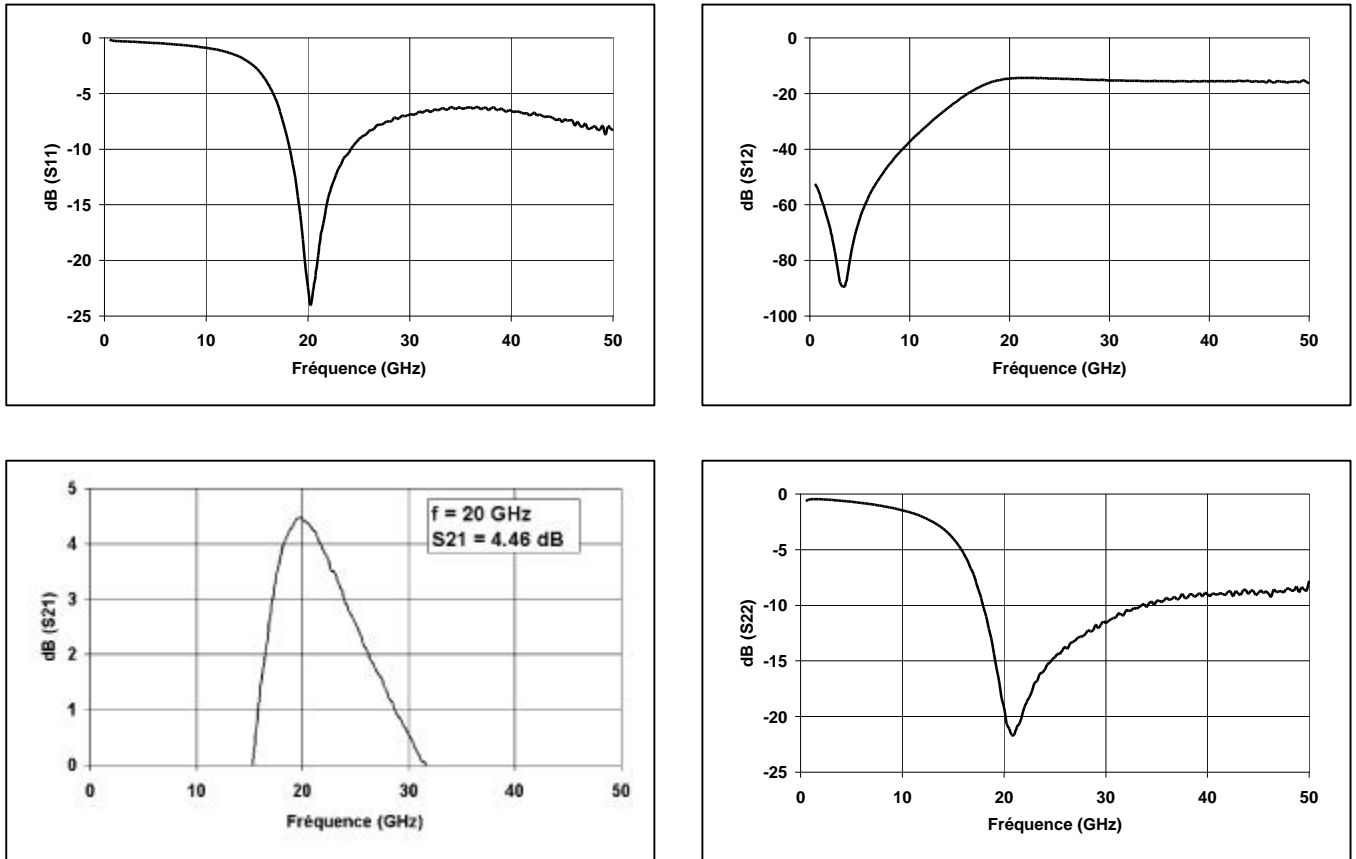 0
-5
-10
-15
-20
-25
dB (S11)
0 10 20 30 40 50
Fréquence (GHz)
0
-20
-40
-60
-80
-100
dB (S12)
0 10 20 30 40 50
Fréquence (GHz)
5
4
3
2
1
0
dB (S21)
f = 20 GHz
S21 = 4.46 dB
0 10 20 30 40 50
Fréquence (GHz)
0
-5
-10
-15
-20
-25
dB (S22)
0 10 20 30 40 50
Fréquence (GHz)